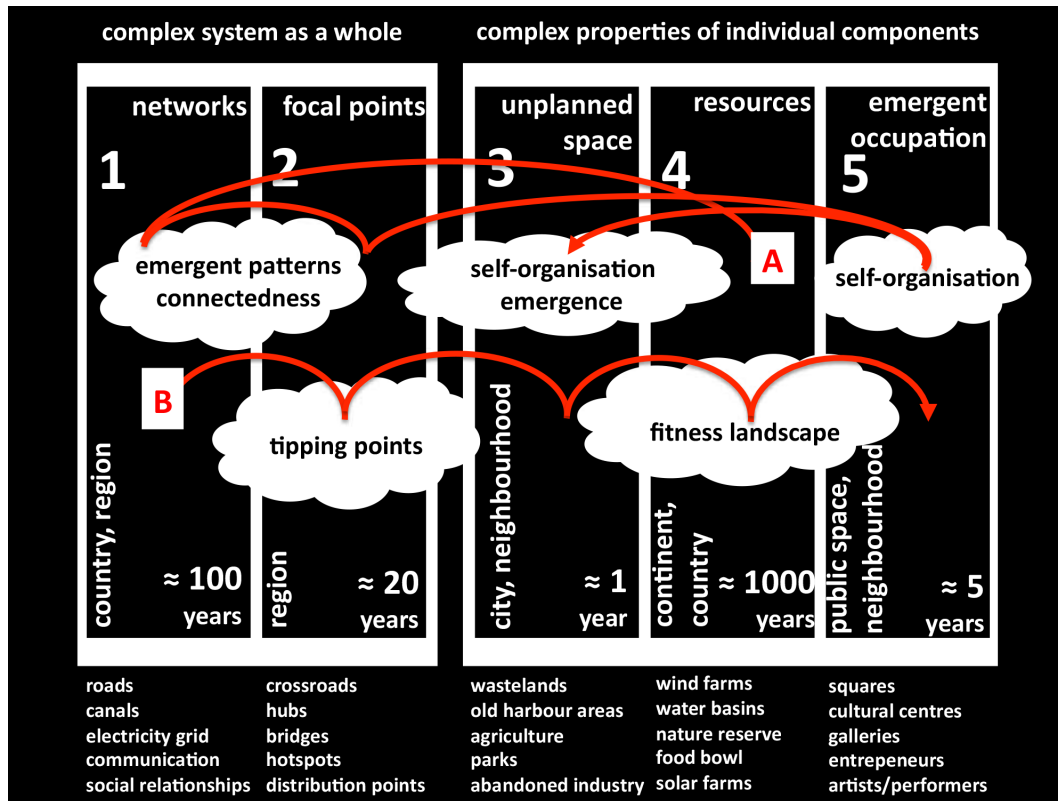 complex system as a whole
complex properties of individual components
networks
1
focal points
2
unplanned
space
3
resources
4
emergent
occupation
5
A
emergent patterns
connectedness
self-organisation
emergence
self-organisation
B
tipping points
fitness landscape
country, region
≈ 100
years
region
≈ 20
years
city, neighbourhood
≈ 1
year
continent,
country
≈ 1000
years
public space,
neighbourhood
≈ 5
years
roads
canals
electricity grid
communication
social relationships
crossroads
hubs
bridges
hotspots
distribution points
wastelands
old harbour areas
agriculture
parks
abandoned industry
wind farms
water basins
nature reserve
food bowl
solar farms
squares
cultural centres
galleries
entrepeneurs
artists/performers